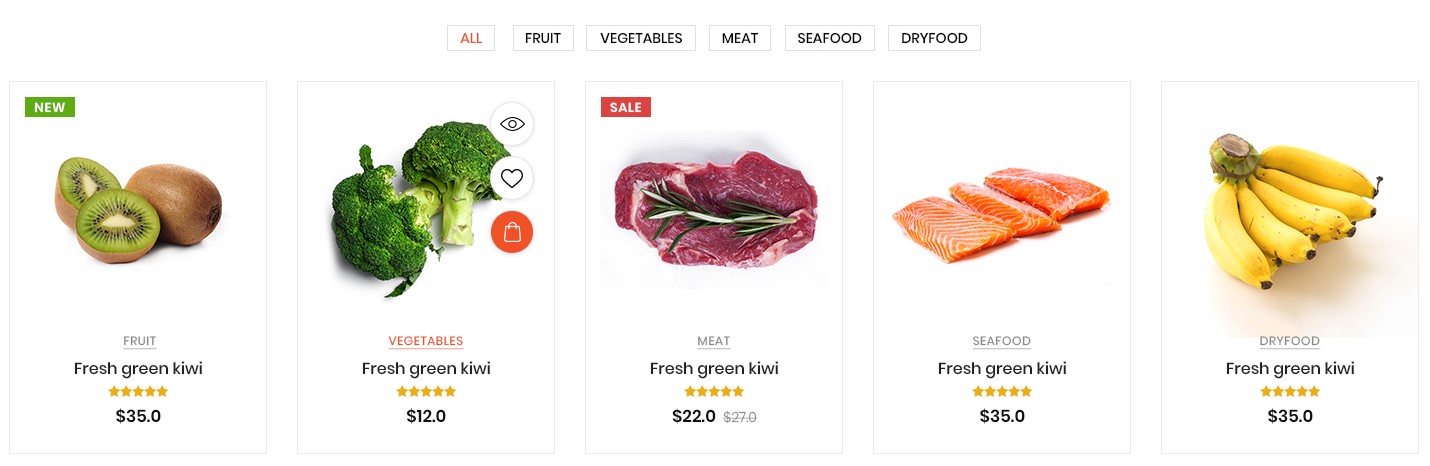 ALL FRUIT VEGETABLES MEAT SEAFOOD DRYFOOD
NEW
SALE
FRUIT
Fresh green kiwi
$35.0
VEGETABLES
Fresh green kiwi
$12.0
MEAT
Fresh green kiwi
$22.0 $27.0
SEAFOOD
Fresh green kiwi
$35.0
DRYFOOD
Fresh green kiwi
$35.0